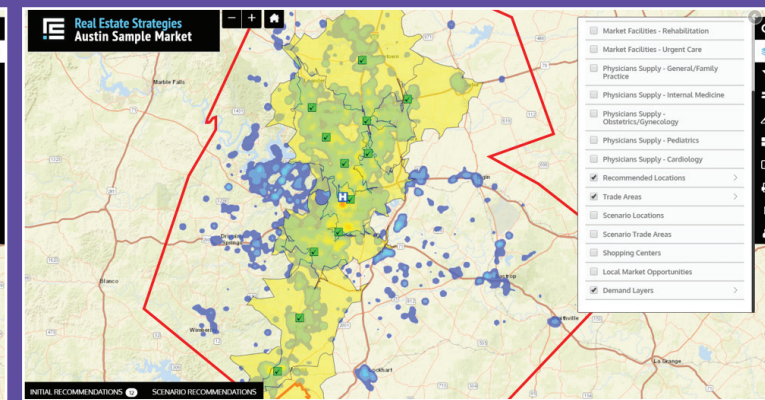 Real Estate Strategies
Austin Sample Market
Market Facilities - Rehabilitation
Market Facilities - Urgent Care
Physicians Supply - General/Family
Practice
Physicians Supply - Internal Medicine
Physicians Supply -
Obstetrics/Gynecology
Physicians Supply - Pediatrics
Physicians Supply - Cardiology
Recommended Locations
Trade Areas
Scenario Locations
Scenario Trade Areas
Shopping Centers
Local Market Opportunities
Demand Layers
Marble Falls
Blanco
La Grange
H
INITIAL RECOMMENDATIONS 12 SCENARIO RECOMMENDATIONS